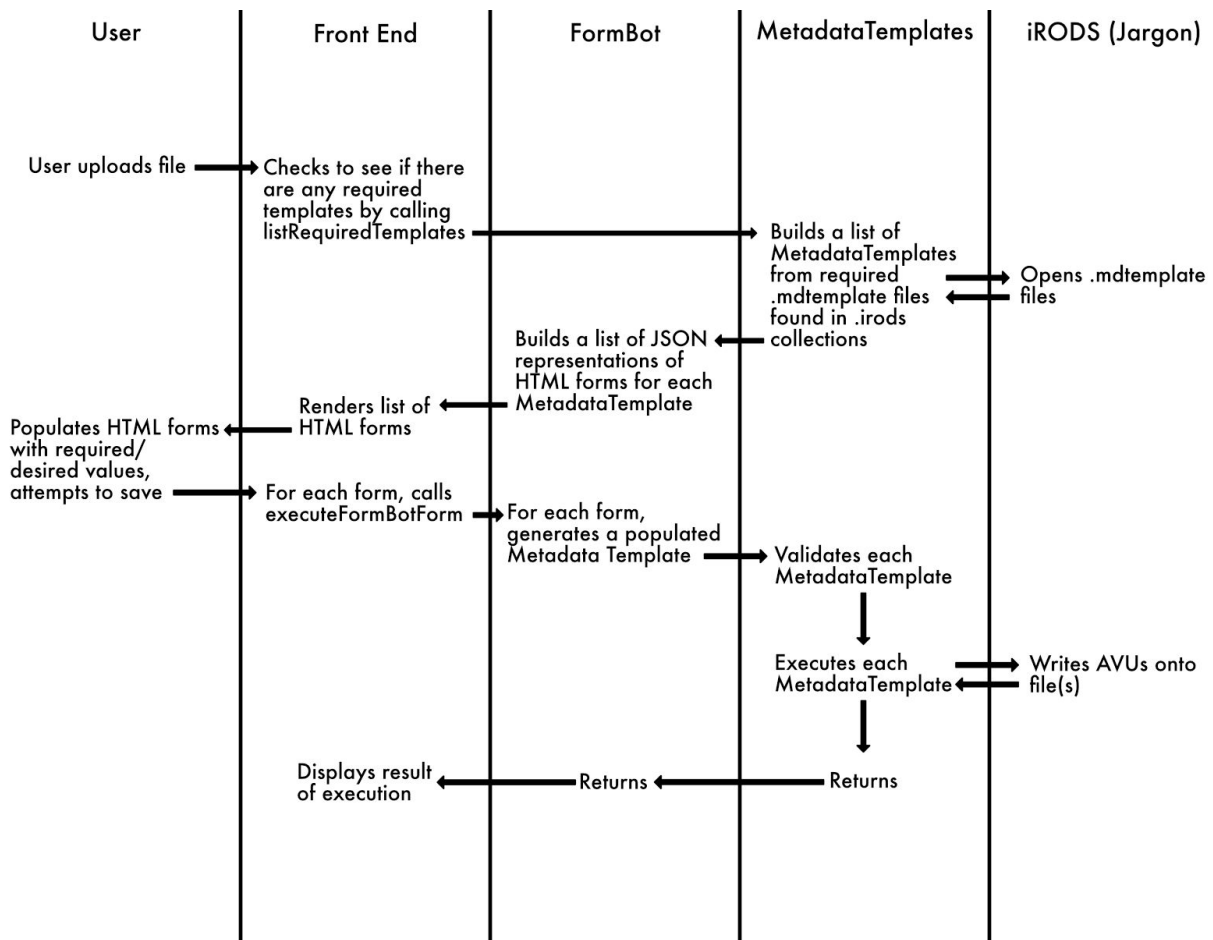 User
Front End
FormBot
MetadataTemplates
iRODS (Jargon)
User uploads file
Checks to see if there
are any required
templates by calling
listRequiredTemplates
Builds a list of
MetadataTemplates
from required
.mdtemplate files
found in .irods
collections
Opens .mdtemplate
files
Builds a list of JSON
representations of
HTML forms for each
MetadataTemplate
Renders list of
HTML forms
Populates HTML forms
with required/
desired values,
attempts to save
For each form, calls
executeFormBotForm
For each form,
generates a populated
Metadata Template
Validates each
MetadataTemplate
Executes each
MetadataTemplate
Writes AVUs onto
file(s)
Returns
Returns
Displays result
of execution